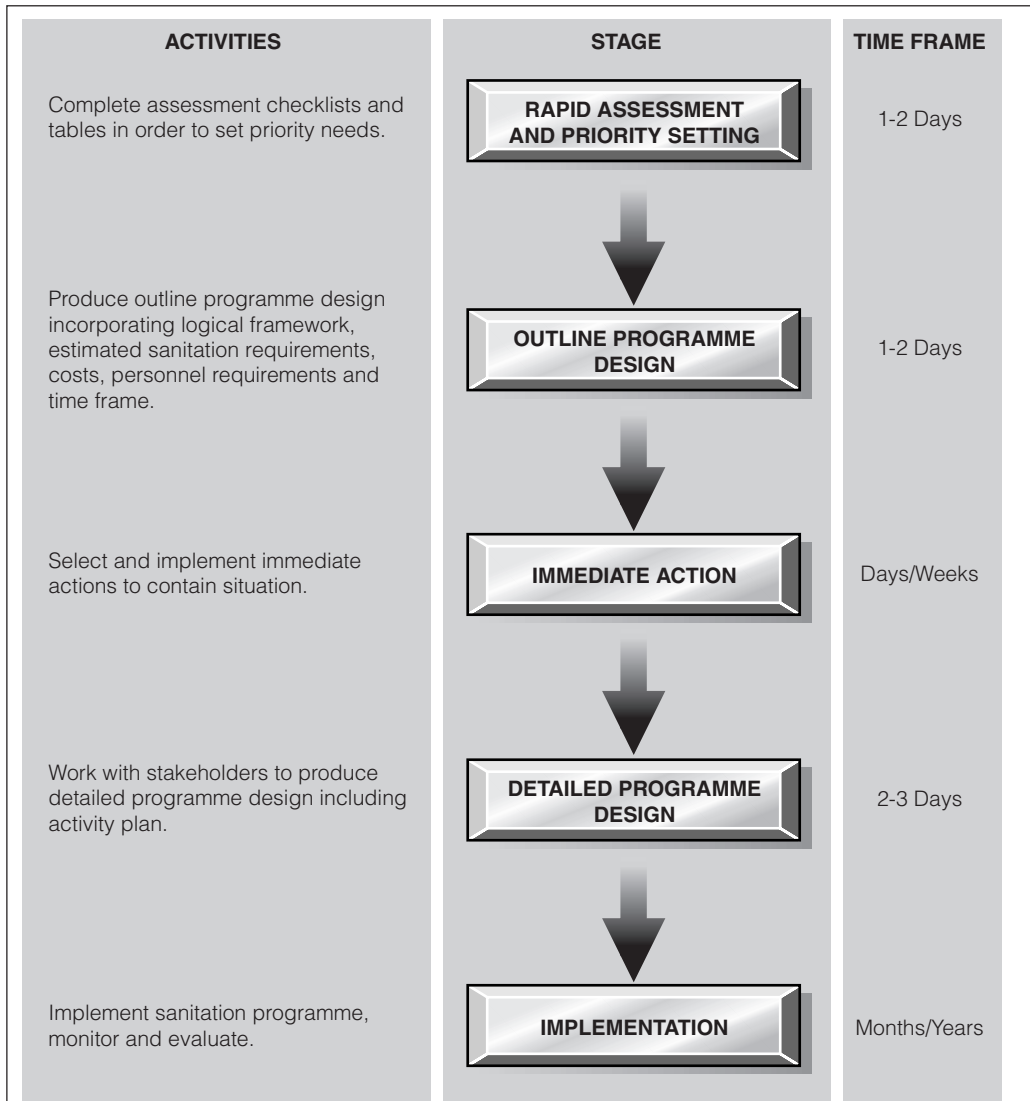 ACTIVITIES
STAGE
TIME FRAME
Complete assessment checklists and
tables in order to set priority needs.
RAPID ASSESSMENT
AND PRIORITY SETTING
1-2 Days
Produce outline programme design
incorporating logical framework,
estimated sanitation requirements,
costs, personnel requirements and
time frame.
OUTLINE PROGRAMME
DESIGN
1-2 Days
Select and implement immediate
actions to contain situation.
IMMEDIATE ACTION
Days/Weeks
Work with stakeholders to produce
detailed programme design including
activity plan.
DETAILED PROGRAMME
DESIGN
2-3 Days
Implement sanitation programme,
monitor and evaluate.
IMPLEMENTATION
Months/Years